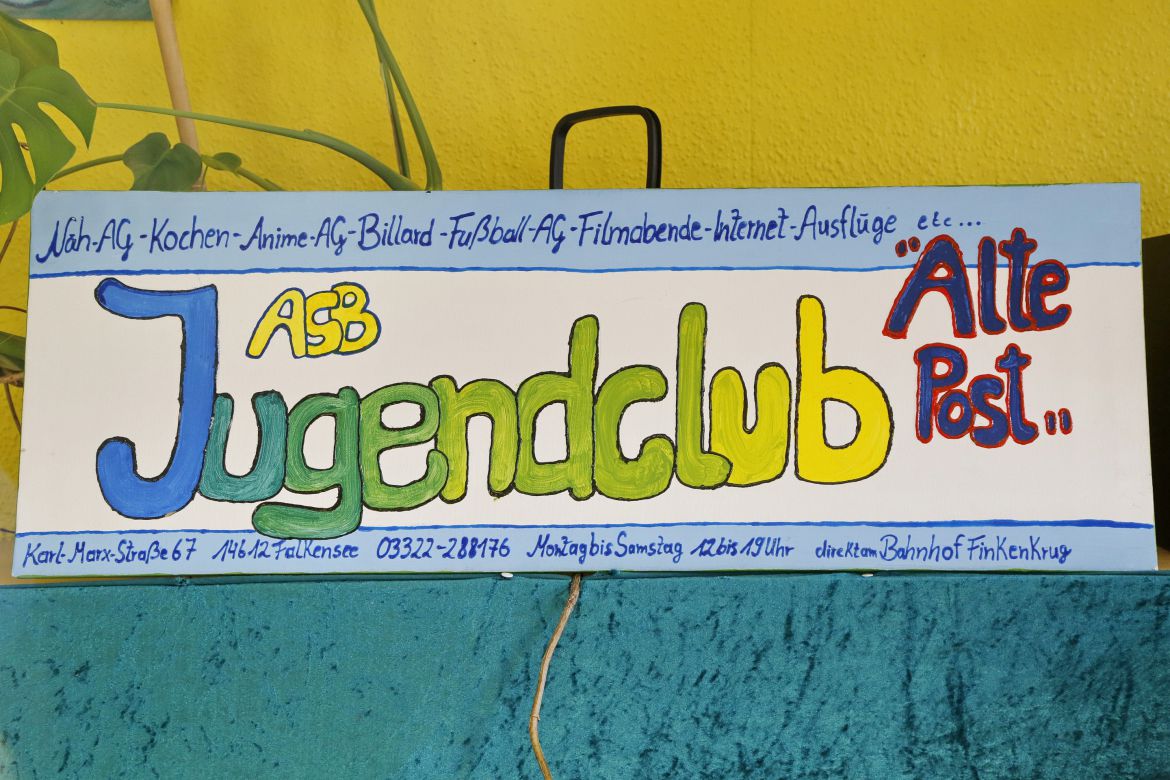 Näh-AG-Kochen-Anime-AG-Billard-Fußball-AG-Filmabende-Internet-Ausflüge etc...
ASB
Jugendclub
"Alte
Post"
Karl-Marx-Straße 67 14612 Falkensee 03322-288176 Montag bis Samstag 12 bis 19 Uhr direkt am Bahnhof Finkenkrug